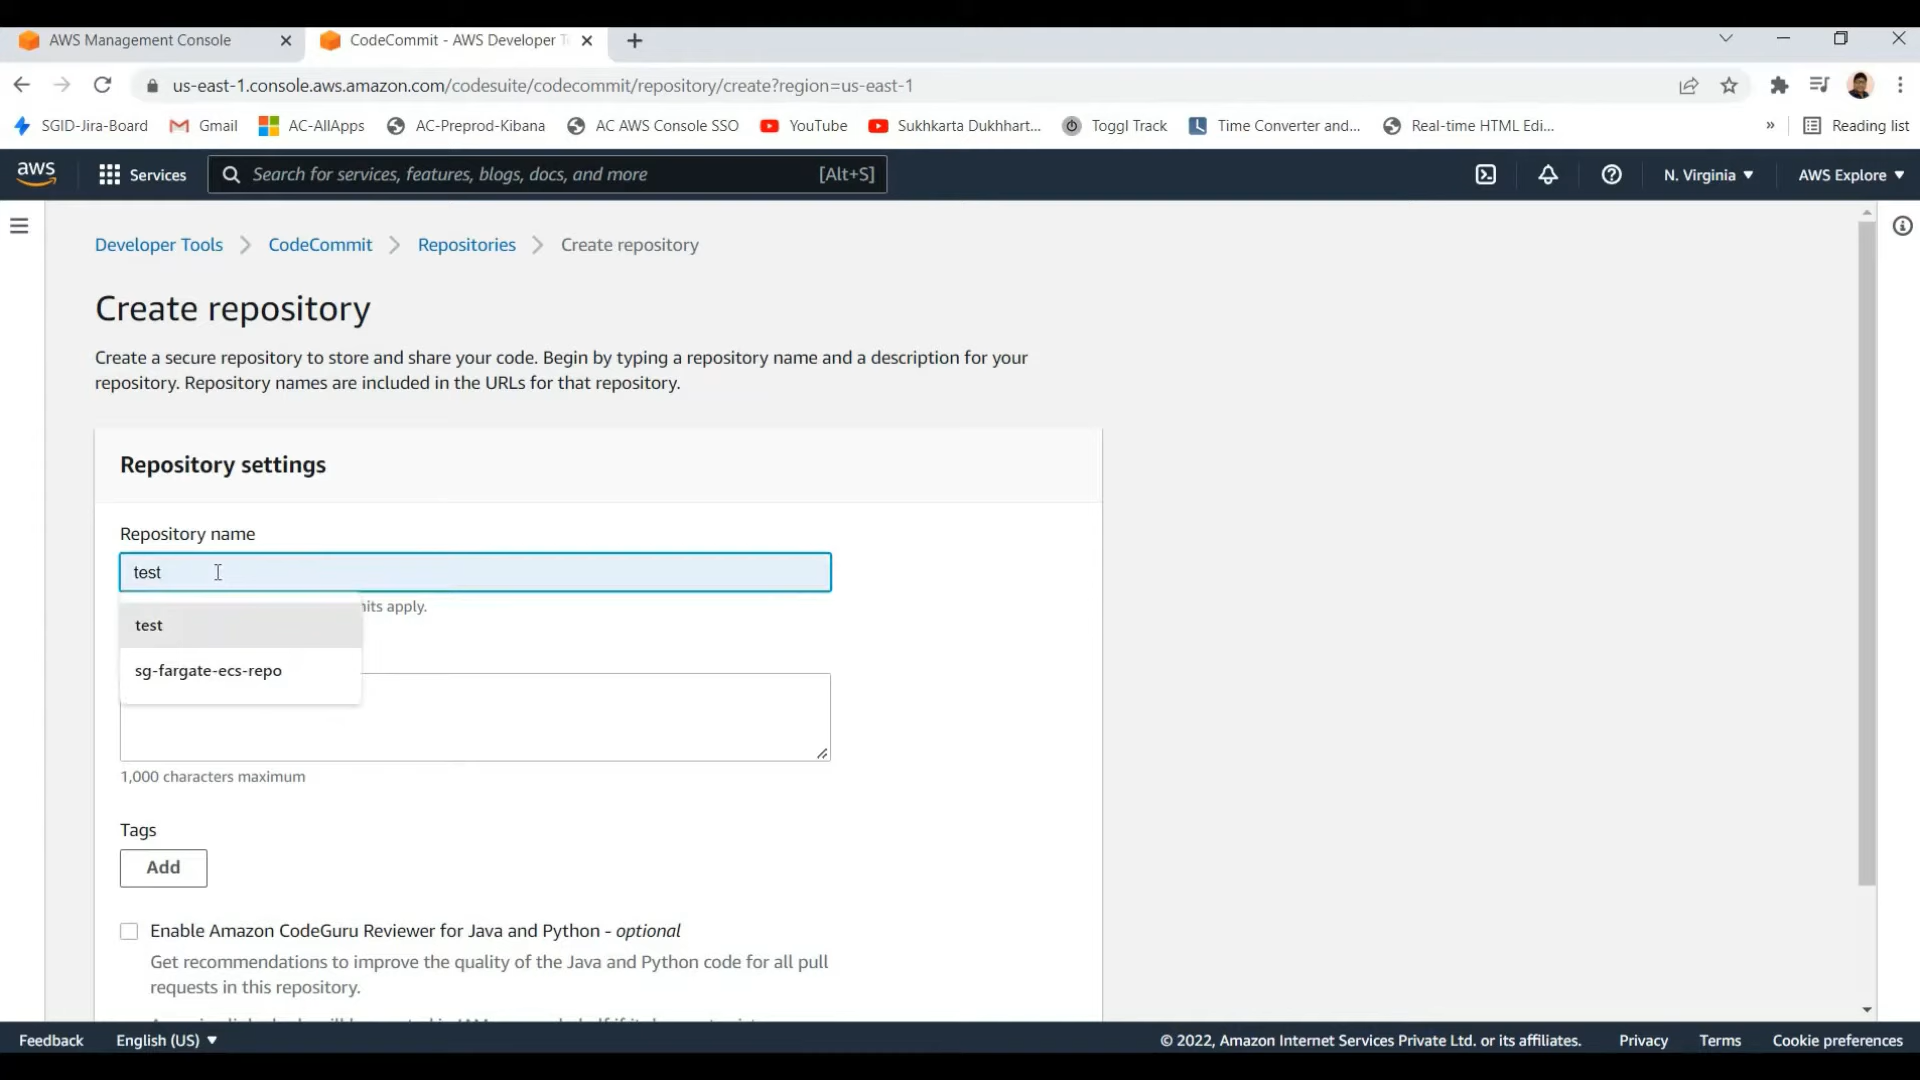 AWS Management Console
CodeCommit - AWS Developer T
us-east-1.console.aws.amazon.com/codesuite/codecommit/repository/create?region=us-east-1
SGID-Jira-Board
Gmail
AC-AllApps
AC-Preprod-Kibana
AC AWS Console SSO
YouTube
Sukhkarta Dukhhart...
Toggl Track
Time Converter and...
Real-time HTML Edi...
»
Reading list
aws
Services
Search for services, features, blogs, docs, and more
[Alt+S]
N. Virginia
AWS Explore
Developer Tools
CodeCommit
Repositories
Create repository
Create repository
Create a secure repository to store and share your code. Begin by typing a repository name and a description for your
repository. Repository names are included in the URLs for that repository.
Repository settings
Repository name
test
its apply.
test
sg-fargate-ecs-repo
1,000 characters maximum
Tags
Add
Enable Amazon CodeGuru Reviewer for Java and Python - optional
Get recommendations to improve the quality of the Java and Python code for all pull
requests in this repository.
Feedback
English (US)
© 2022, Amazon Internet Services Private Ltd. or its affiliates.
Privacy
Terms
Cookie preferences